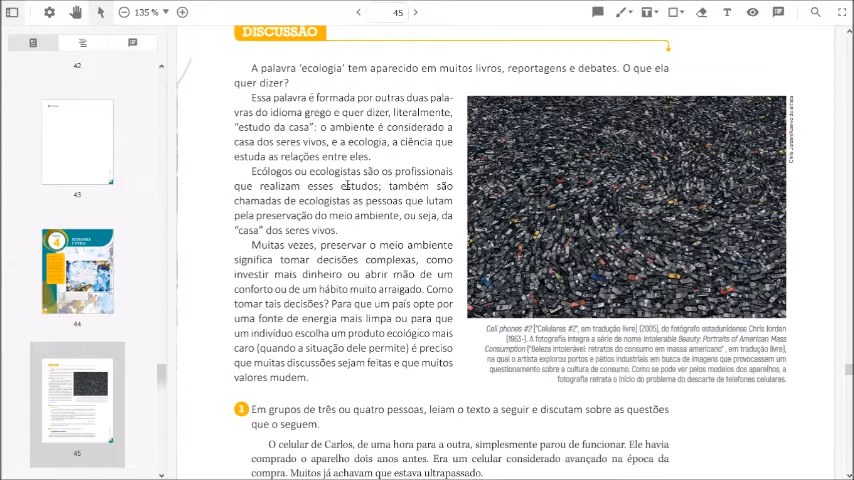 135 %
45
DISCUSSÃO
A palavra ‘ecologia’ tem aparecido em muitos livros, reportagens e debates. O que ela
quer dizer?
Essa palavra é formada por outras duas pala-
vras do idioma grego e quer dizer, literalmente,
“estudo da casa”: o ambiente é considerado a
casa dos seres vivos, e a ecologia, a ciência que
estuda as relações entre eles.
Ecólogos ou ecologistas são os profissionais
que realizam esses estudos; também são
chamadas de ecologistas as pessoas que lutam
pela preservação do meio ambiente, ou seja, da
“casa” dos seres vivos.
Muitas vezes, preservar o meio ambiente
significa tomar decisões complexas, como
investir mais dinheiro ou abrir mão de um
conforto ou de um hábito muito arraigado. Como
tomar tais decisões? Para que um país opte por
uma fonte de energia mais limpa ou para que
um indivíduo escolha um produto ecológico mais
caro (quando a situação dele permite) é preciso
que muitas discussões sejam feitas e que muitos
valores mudem.
Chris Jordan/Acervo do artista
Cell phones #2 [“Celulares #2”, em tradução livre] (2005), do fotógrafo estadunidense Chris Jordan
(1963-). A fotografia integra a série de nome Intolerable Beauty: Portraits of American Mass
Consumption [“Beleza intolerável: retratos do consumo em massa americano”, em tradução livre],
na qual o artista explorou portos e pátios industriais em busca de imagens que provocassem um
questionamento sobre a cultura de consumo. Como se pode ver pelos modelos dos aparelhos, a
fotografia retrata o início do problema do descarte de telefones celulares.
1 Em grupos de três ou quatro pessoas, leiam o texto a seguir e discutam sobre as questões
que o seguem.
O celular de Carlos, de uma hora para a outra, simplesmente parou de funcionar. Ele havia
comprado o aparelho dois anos antes. Era um celular considerado avançado na época da
compra. Muitos já achavam que estava ultrapassado.
42
43
4
44
45